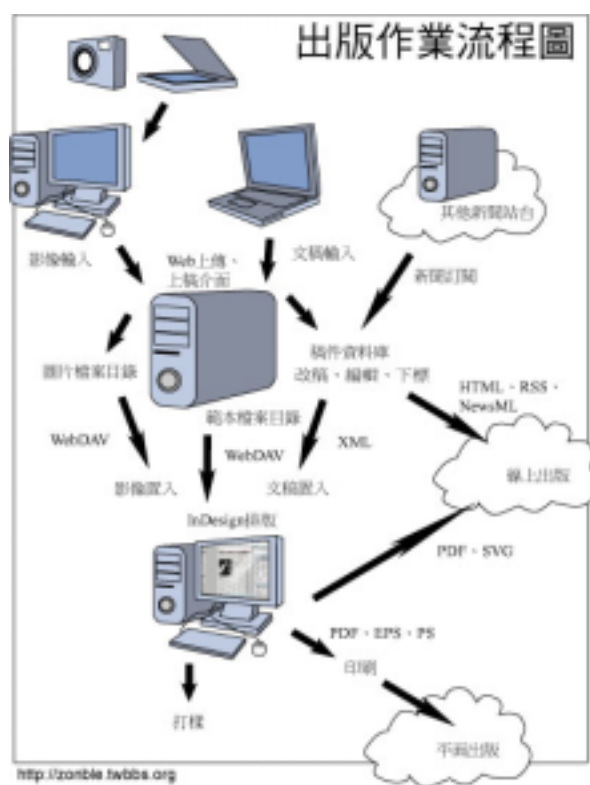 出版作業流程圖
其他新聞站台
影像輸入
Web上傳、
上稿介面
文稿輸入
新聞訂閱
圖片檔案目錄
稿件資料庫
改稿、編輯、下標
範本檔案目錄
HTML、RSS、
NewsML
WebDAV
WebDAV
XML
線上出版
影像置入
文稿置入
InDesign排版
PDF、SVG
PDF、EPS、PS
印刷
打樣
平面出版
http://zonble.twbbs.org